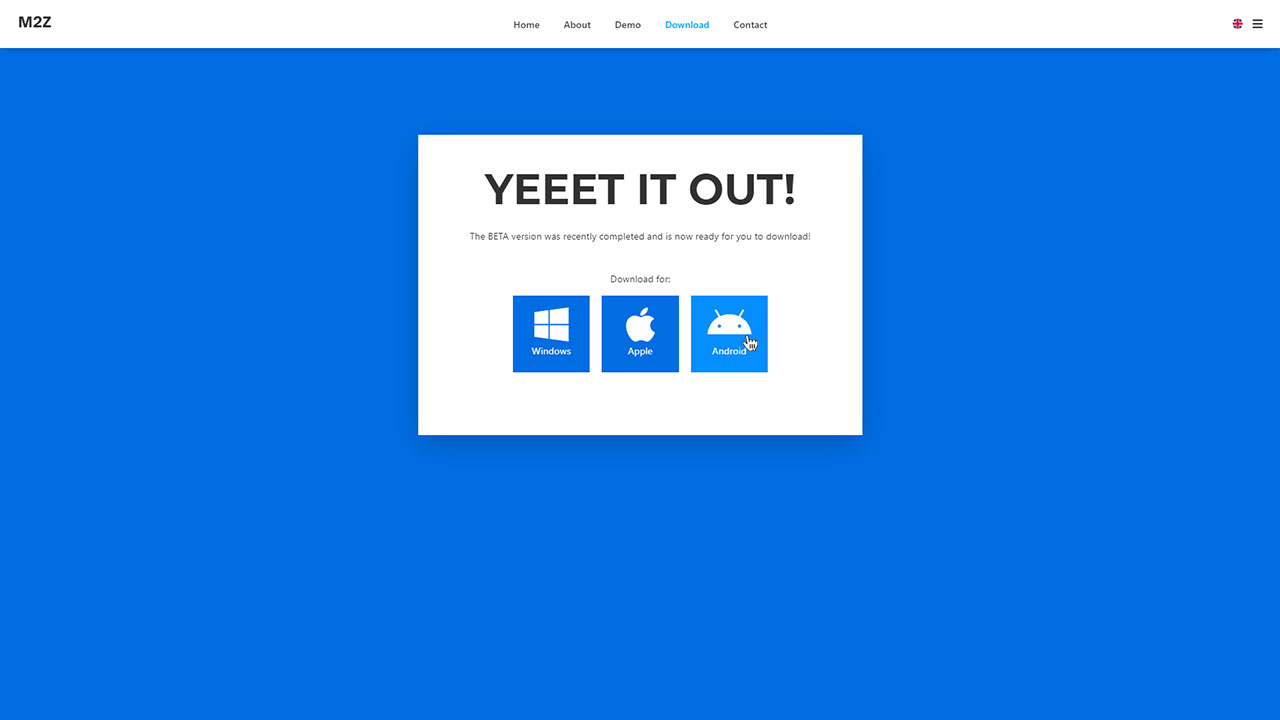 M2Z
Home About Demo Download Contact
YEEET IT OUT!
The BETA version was recently completed and is now ready for you to download!
Download for:
Windows Apple Android